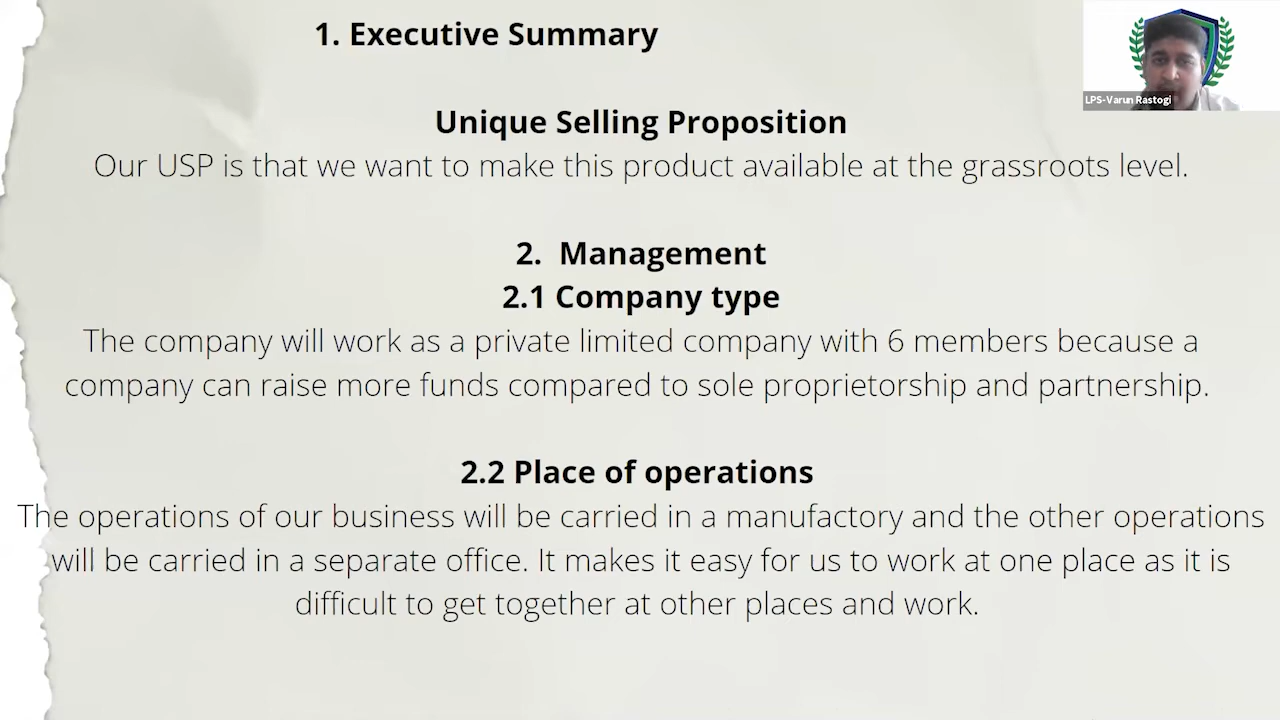 1. Executive Summary
LPS-Varun Rastogi
Unique Selling Proposition
Our USP is that we want to make this product available at the grassroots level.
2. Management
2.1 Company type
The company will work as a private limited company with 6 members because a
company can raise more funds compared to sole proprietorship and partnership.
2.2 Place of operations
The operations of our business will be carried in a manufactory and the other operations
will be carried in a separate office. It makes it easy for us to work at one place as it is
difficult to get together at other places and work.